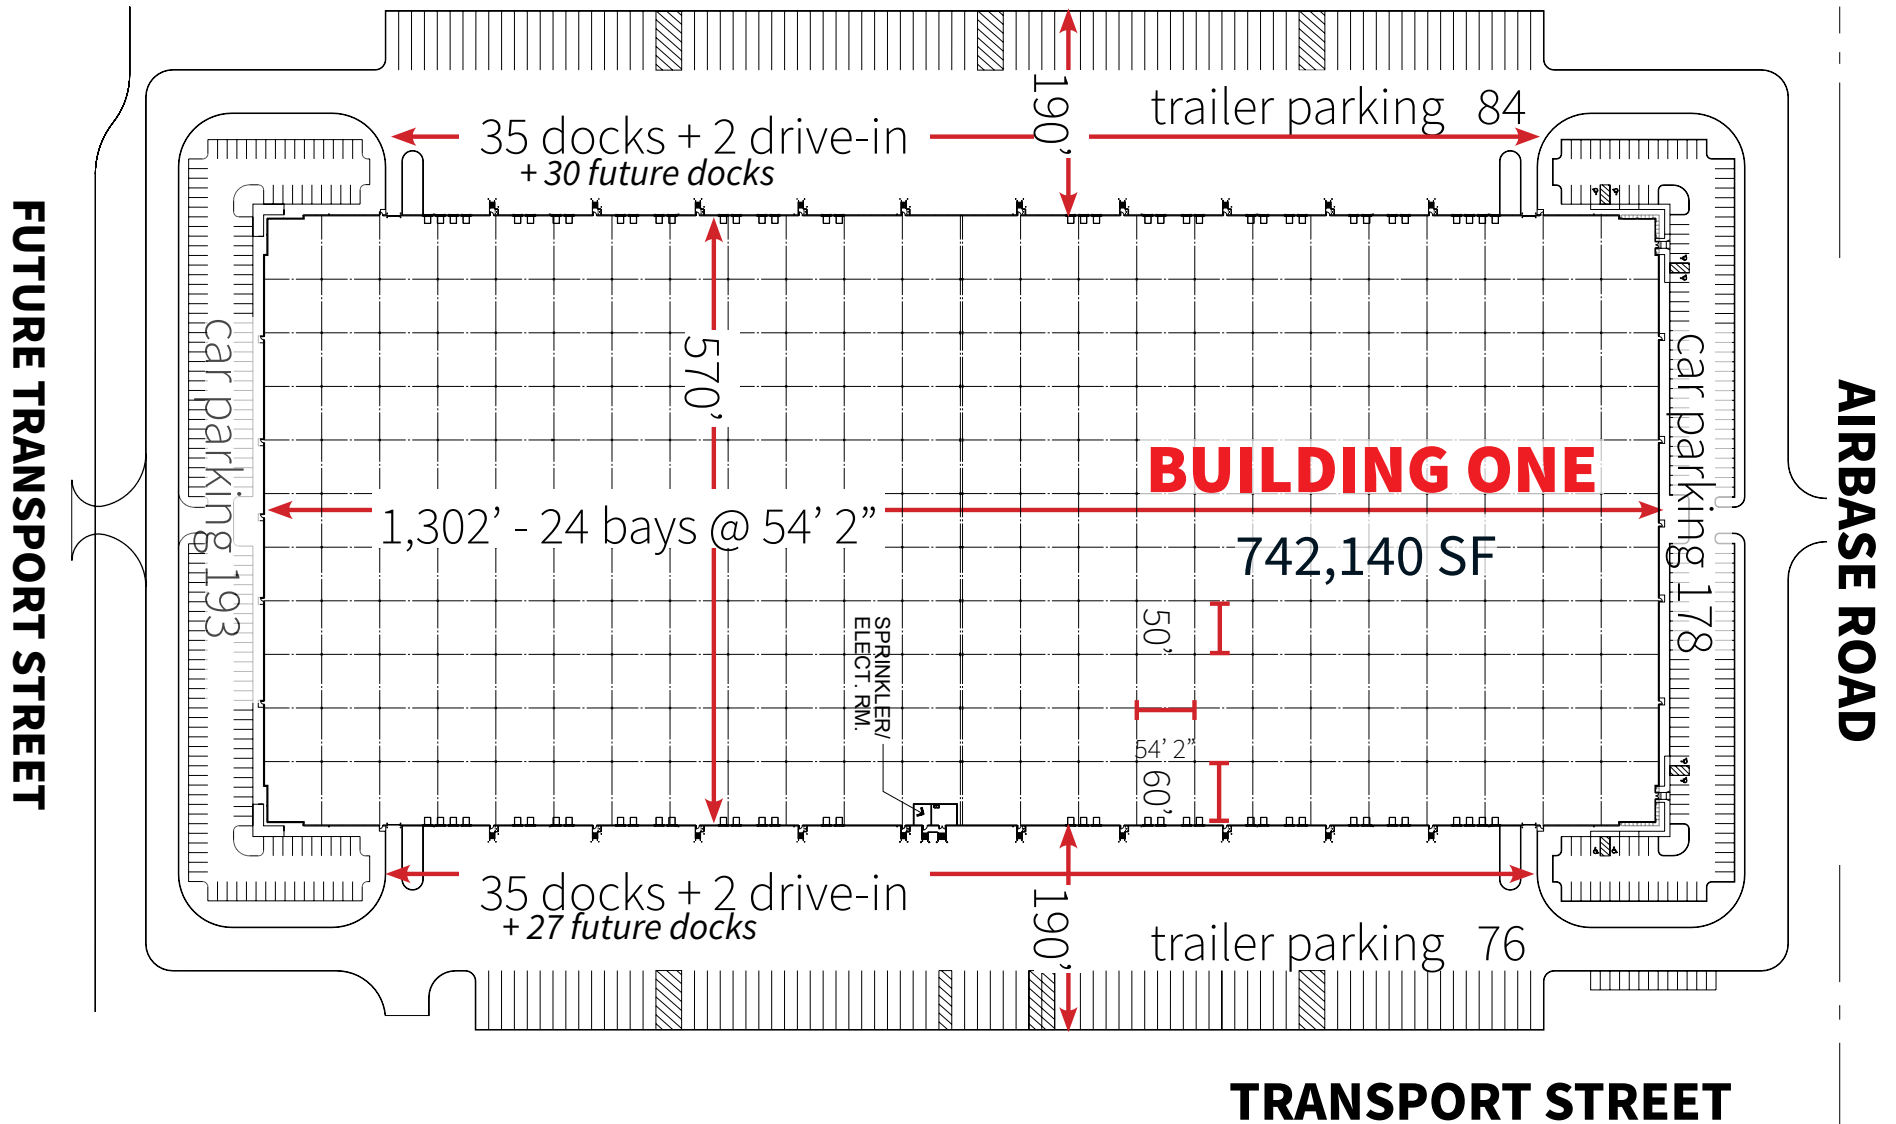 190’
trailer parking 84
35 docks + 2 drive-in
+ 30 future docks
FUTURE TRANSPORT STREET
car parking 193
570’
car parking 178
AIRBASE ROAD
BUILDING ONE
1,302’ - 24 bays @ 54’ 2”
742,140 SF
50’
SPRINKLER/
ELECT. RM.
54’ 2”
60’
35 docks + 2 drive-in
+ 27 future docks
190’
trailer parking 76
TRANSPORT STREET